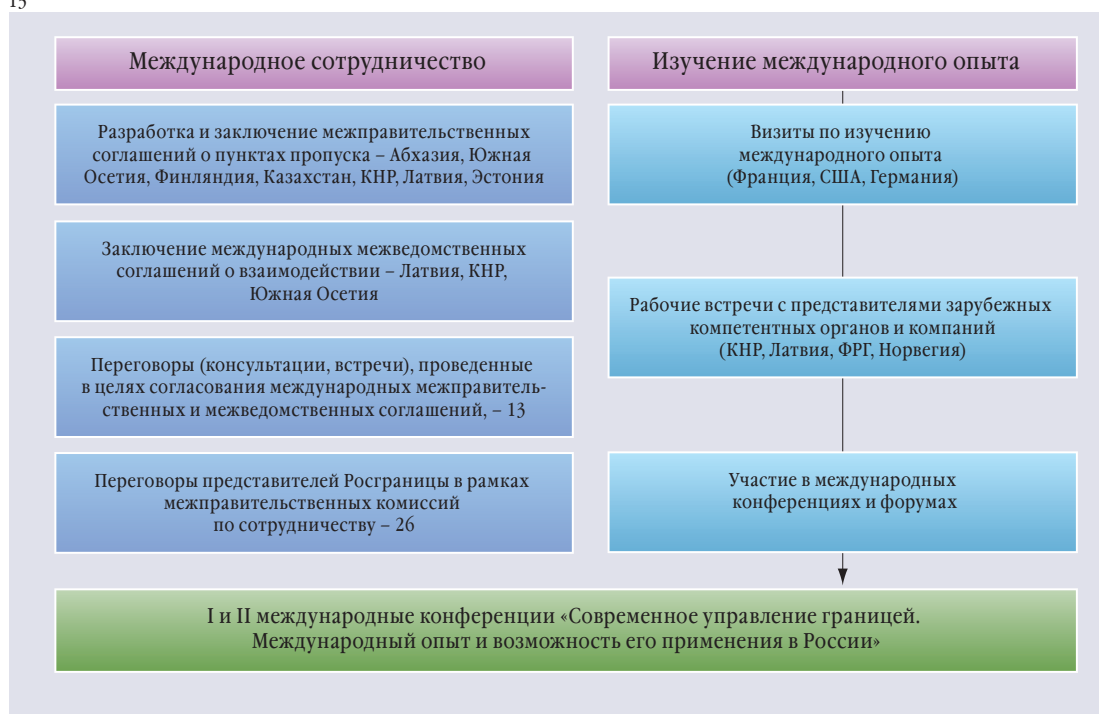 15
Международное сотрудничество
Разработка и заключение межправительственных
соглашений о пунктах пропуска – Абхазия, Южная
Осетия, Финляндия, Казахстан, КНР, Латвия, Эстония
Заключение международных межведомственных
соглашений о взаимодействии – Латвия, КНР,
Южная Осетия
Переговоры (консультации, встречи), проведенные
в целях согласования международных межправитель-
ственных и межведомственных соглашений, – 13
Переговоры представителей Росграницы в рамках
межправительственных комиссий
по сотрудничеству – 26
Изучение международного опыта
Визиты по изучению
международного опыта
(Франция, США, Германия)
Рабочие встречи с представителями зарубежных
компетентных органов и компаний
(КНР, Латвия, ФРГ, Норвегия)
Участие в международных
конференциях и форумах
I и II международные конференции «Современное управление границей.
Международный опыт и возможность его применения в России»